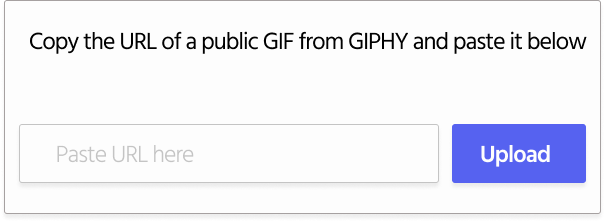 Copy the URL of a public GIF from GIPHY and paste it below
Paste URL here
Upload